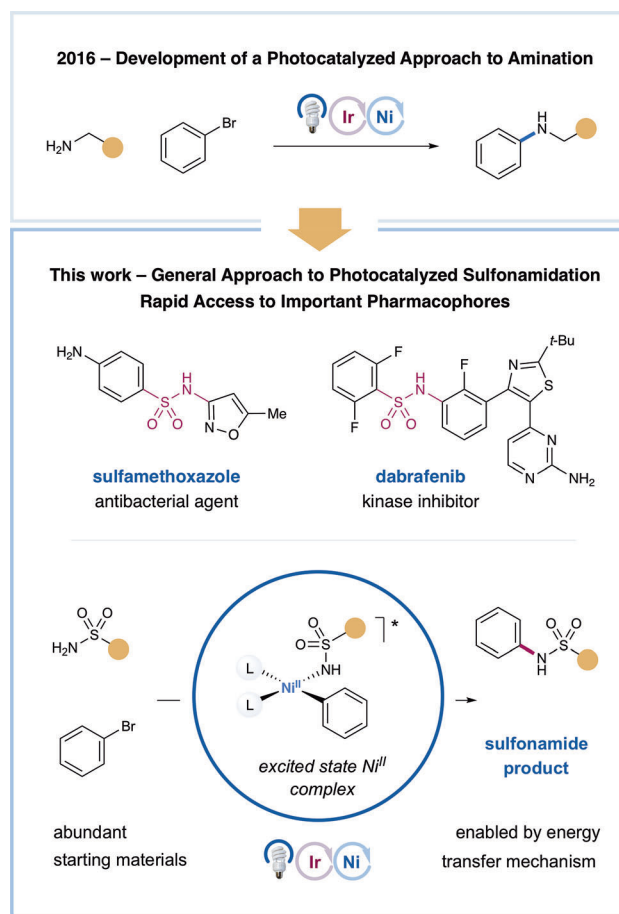 2016 – Development of a Photocatalyzed Approach to Amination
H₂N
Br
Ir
Ni
H
N
This work – General Approach to Photocatalyzed Sulfonamidation
Rapid Access to Important Pharmacophores
H₂N
H
N
S
O O
N
O
Me
sulfamethoxazole
antibacterial agent
F
F
H
N
S
O O
F
N
S
t-Bu
N
N
NH₂
dabrafenib
kinase inhibitor
O O
S
H₂N
Br
abundant
starting materials
O
O
S
NH
L
L
Niᴵᴵ
*
excited state Niᴵᴵ
complex
Ir
Ni
O O
S
N
H
sulfonamide
product
enabled by energy
transfer mechanism